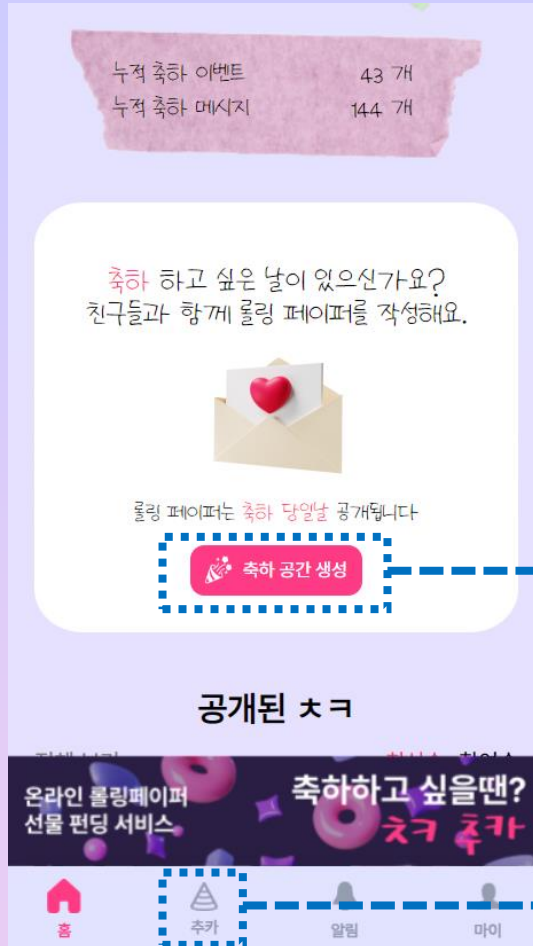 누적 축하 이벤트 43 개
누적 축하 메시지 144 개
축하 하고 싶은 날이 있으신가요?
친구들과 함께 롤링 페이퍼를 작성해요.
롤링 페이퍼는 축하 당일날 공개됩니다
축하 공간 생성
공개된 ㅊㅋ
온라인 롤링페이퍼
선물 펀딩 서비스
축하하고 싶을땐?
츠크 추카
홈
추카
알림
마이